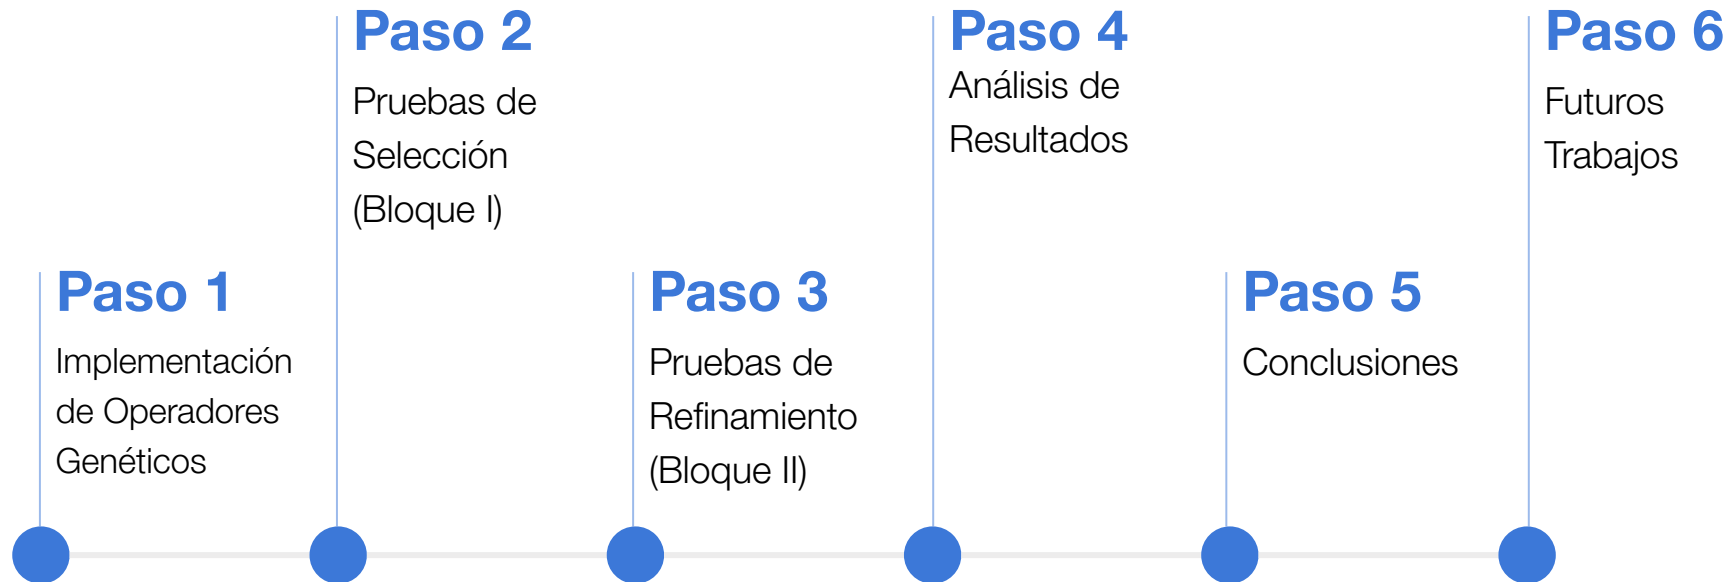 Paso 1
Implementación
de Operadores
Genéticos
Paso 2
Pruebas de
Selección
(Bloque I)
Paso 3
Pruebas de
Refinamiento
(Bloque II)
Paso 4
Análisis de
Resultados
Paso 5
Conclusiones
Paso 6
Futuros
Trabajos